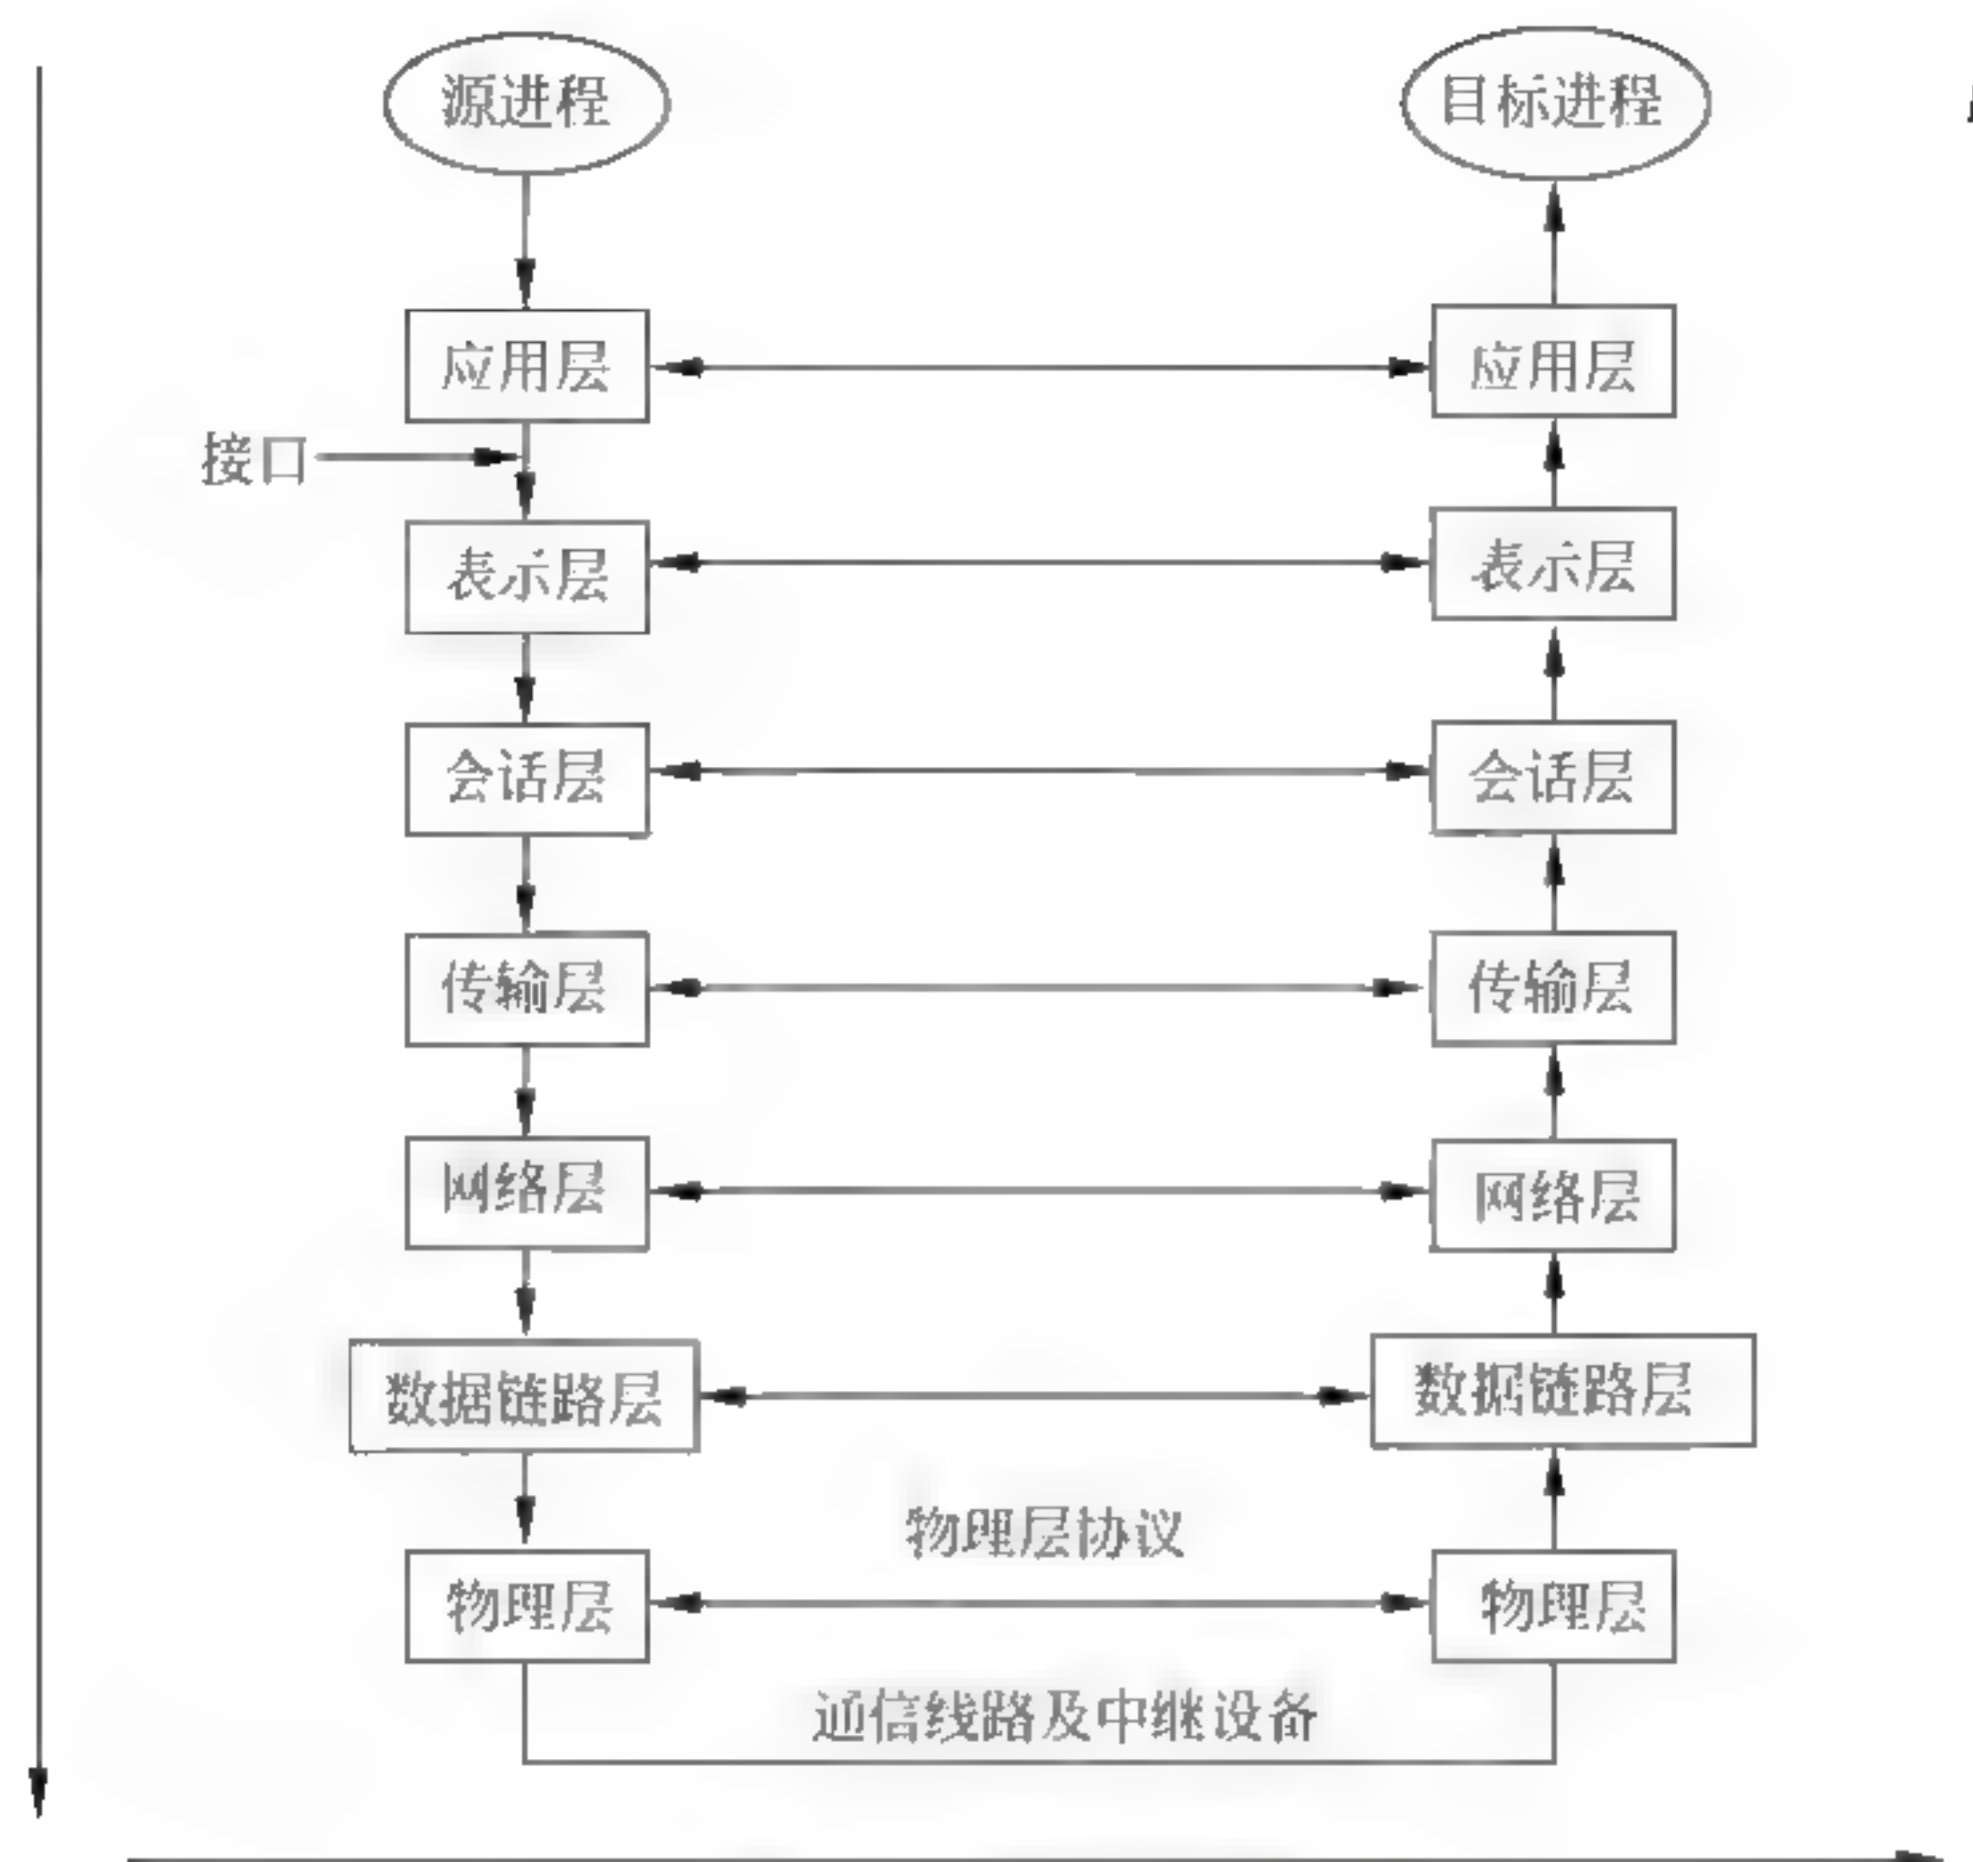 源进程 目标进程
应用层 应用层
接口
表示层 表示层
会话层 会话层
传输层 传输层
网络层 网络层
数据链路层 数据链路层
物理层协议
物理层 物理层
通信线路及中继设备